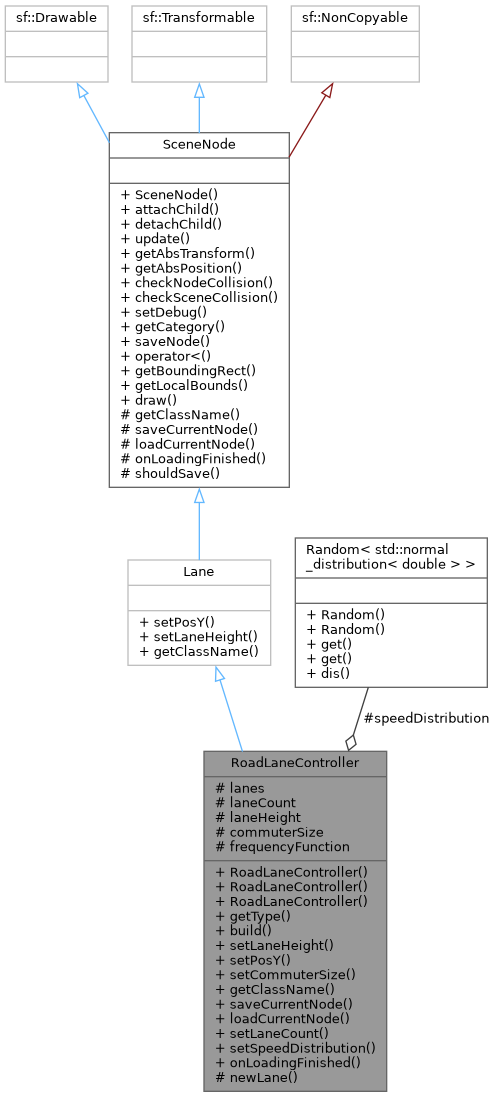 sf::Drawable
sf::Transformable
sf::NonCopyable
SceneNode
+ SceneNode()
+ attachChild()
+ detachChild()
+ update()
+ getAbsTransform()
+ getAbsPosition()
+ checkNodeCollision()
+ checkSceneCollision()
+ setDebug()
+ getCategory()
+ saveNode()
+ operator<()
+ getBoundingRect()
+ getLocalBounds()
+ draw()
# getClassName()
# saveCurrentNode()
# loadCurrentNode()
# onLoadingFinished()
# shouldSave()
Lane
+ setPosY()
+ setLaneHeight()
+ getClassName()
Random< std::normal
_distribution< double > >
+ Random()
+ Random()
+ get()
+ get()
+ dis()
#speedDistribution
RoadLaneController
# lanes
# laneCount
# laneHeight
# commuterSize
# frequencyFunction
+ RoadLaneController()
+ RoadLaneController()
+ RoadLaneController()
+ getType()
+ build()
+ setLaneHeight()
+ setPosY()
+ setCommuterSize()
+ getClassName()
+ saveCurrentNode()
+ loadCurrentNode()
+ setLaneCount()
+ setSpeedDistribution()
+ onLoadingFinished()
# newLane()